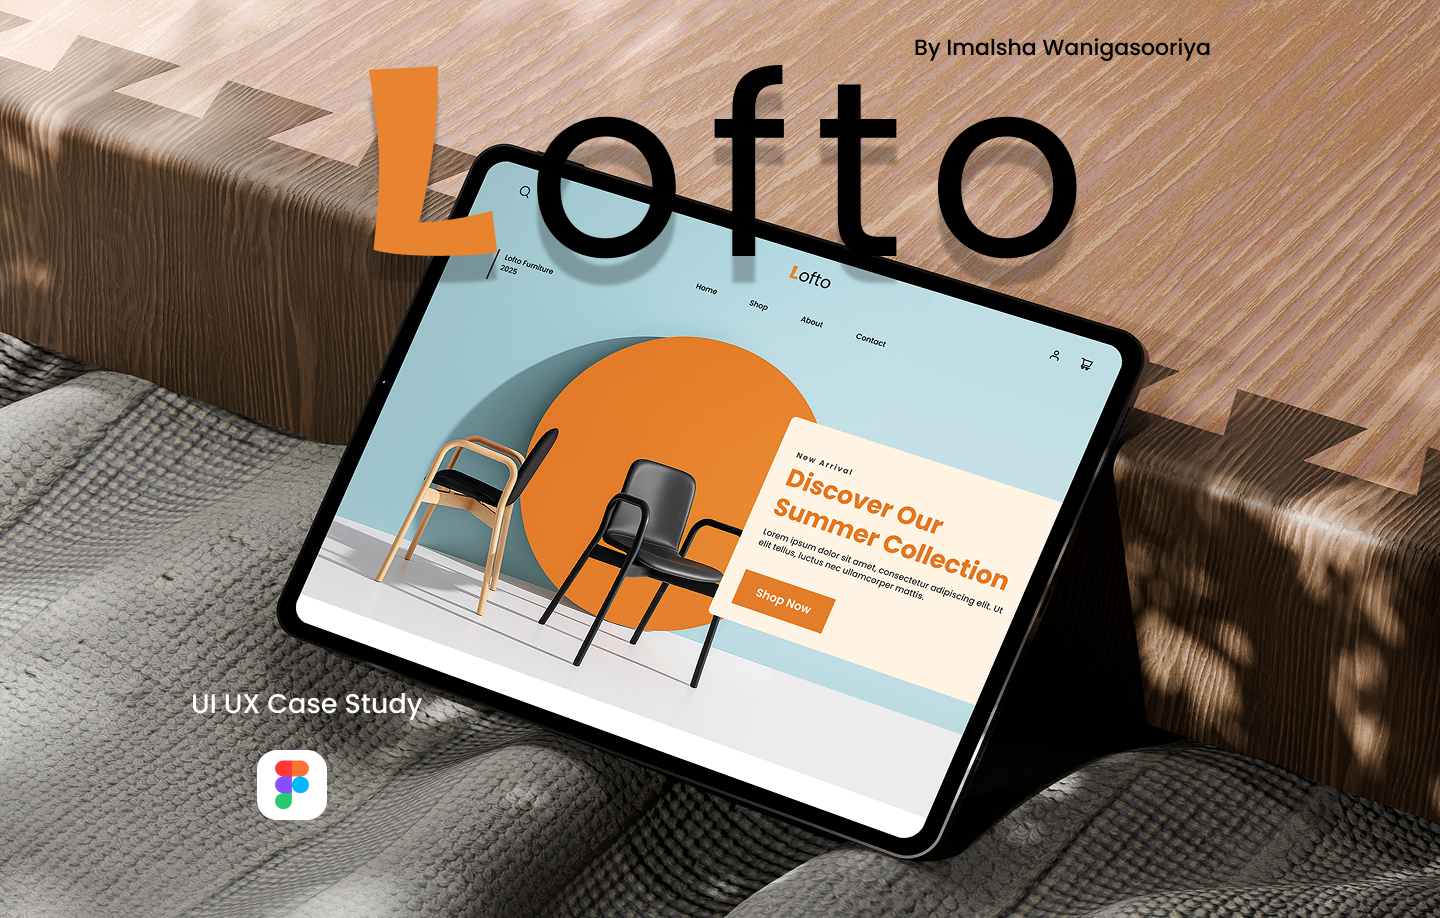 By Imalsha Wanigasooriya
Lofto
Lofto Furniture
2025
Lofto
Home
Shop
About
Contact
New Arrival
Discover Our
Summer Collection
Lorem ipsum dolor sit amet, consectetur adipiscing elit. Ut
elit tellus, luctus nec ullamcorper mattis.
Shop Now
UI UX Case Study